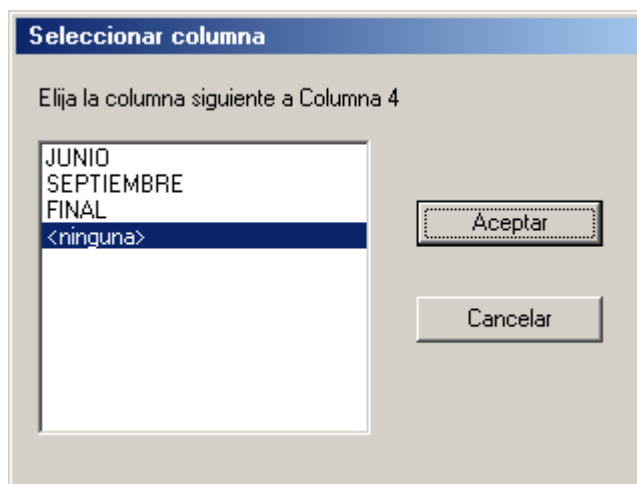 Seleccionar columna
Elija la columna siguiente a Columna 4
JUNIO
SEPTIEMBRE
FINAL
<ninguna>
Aceptar
Cancelar